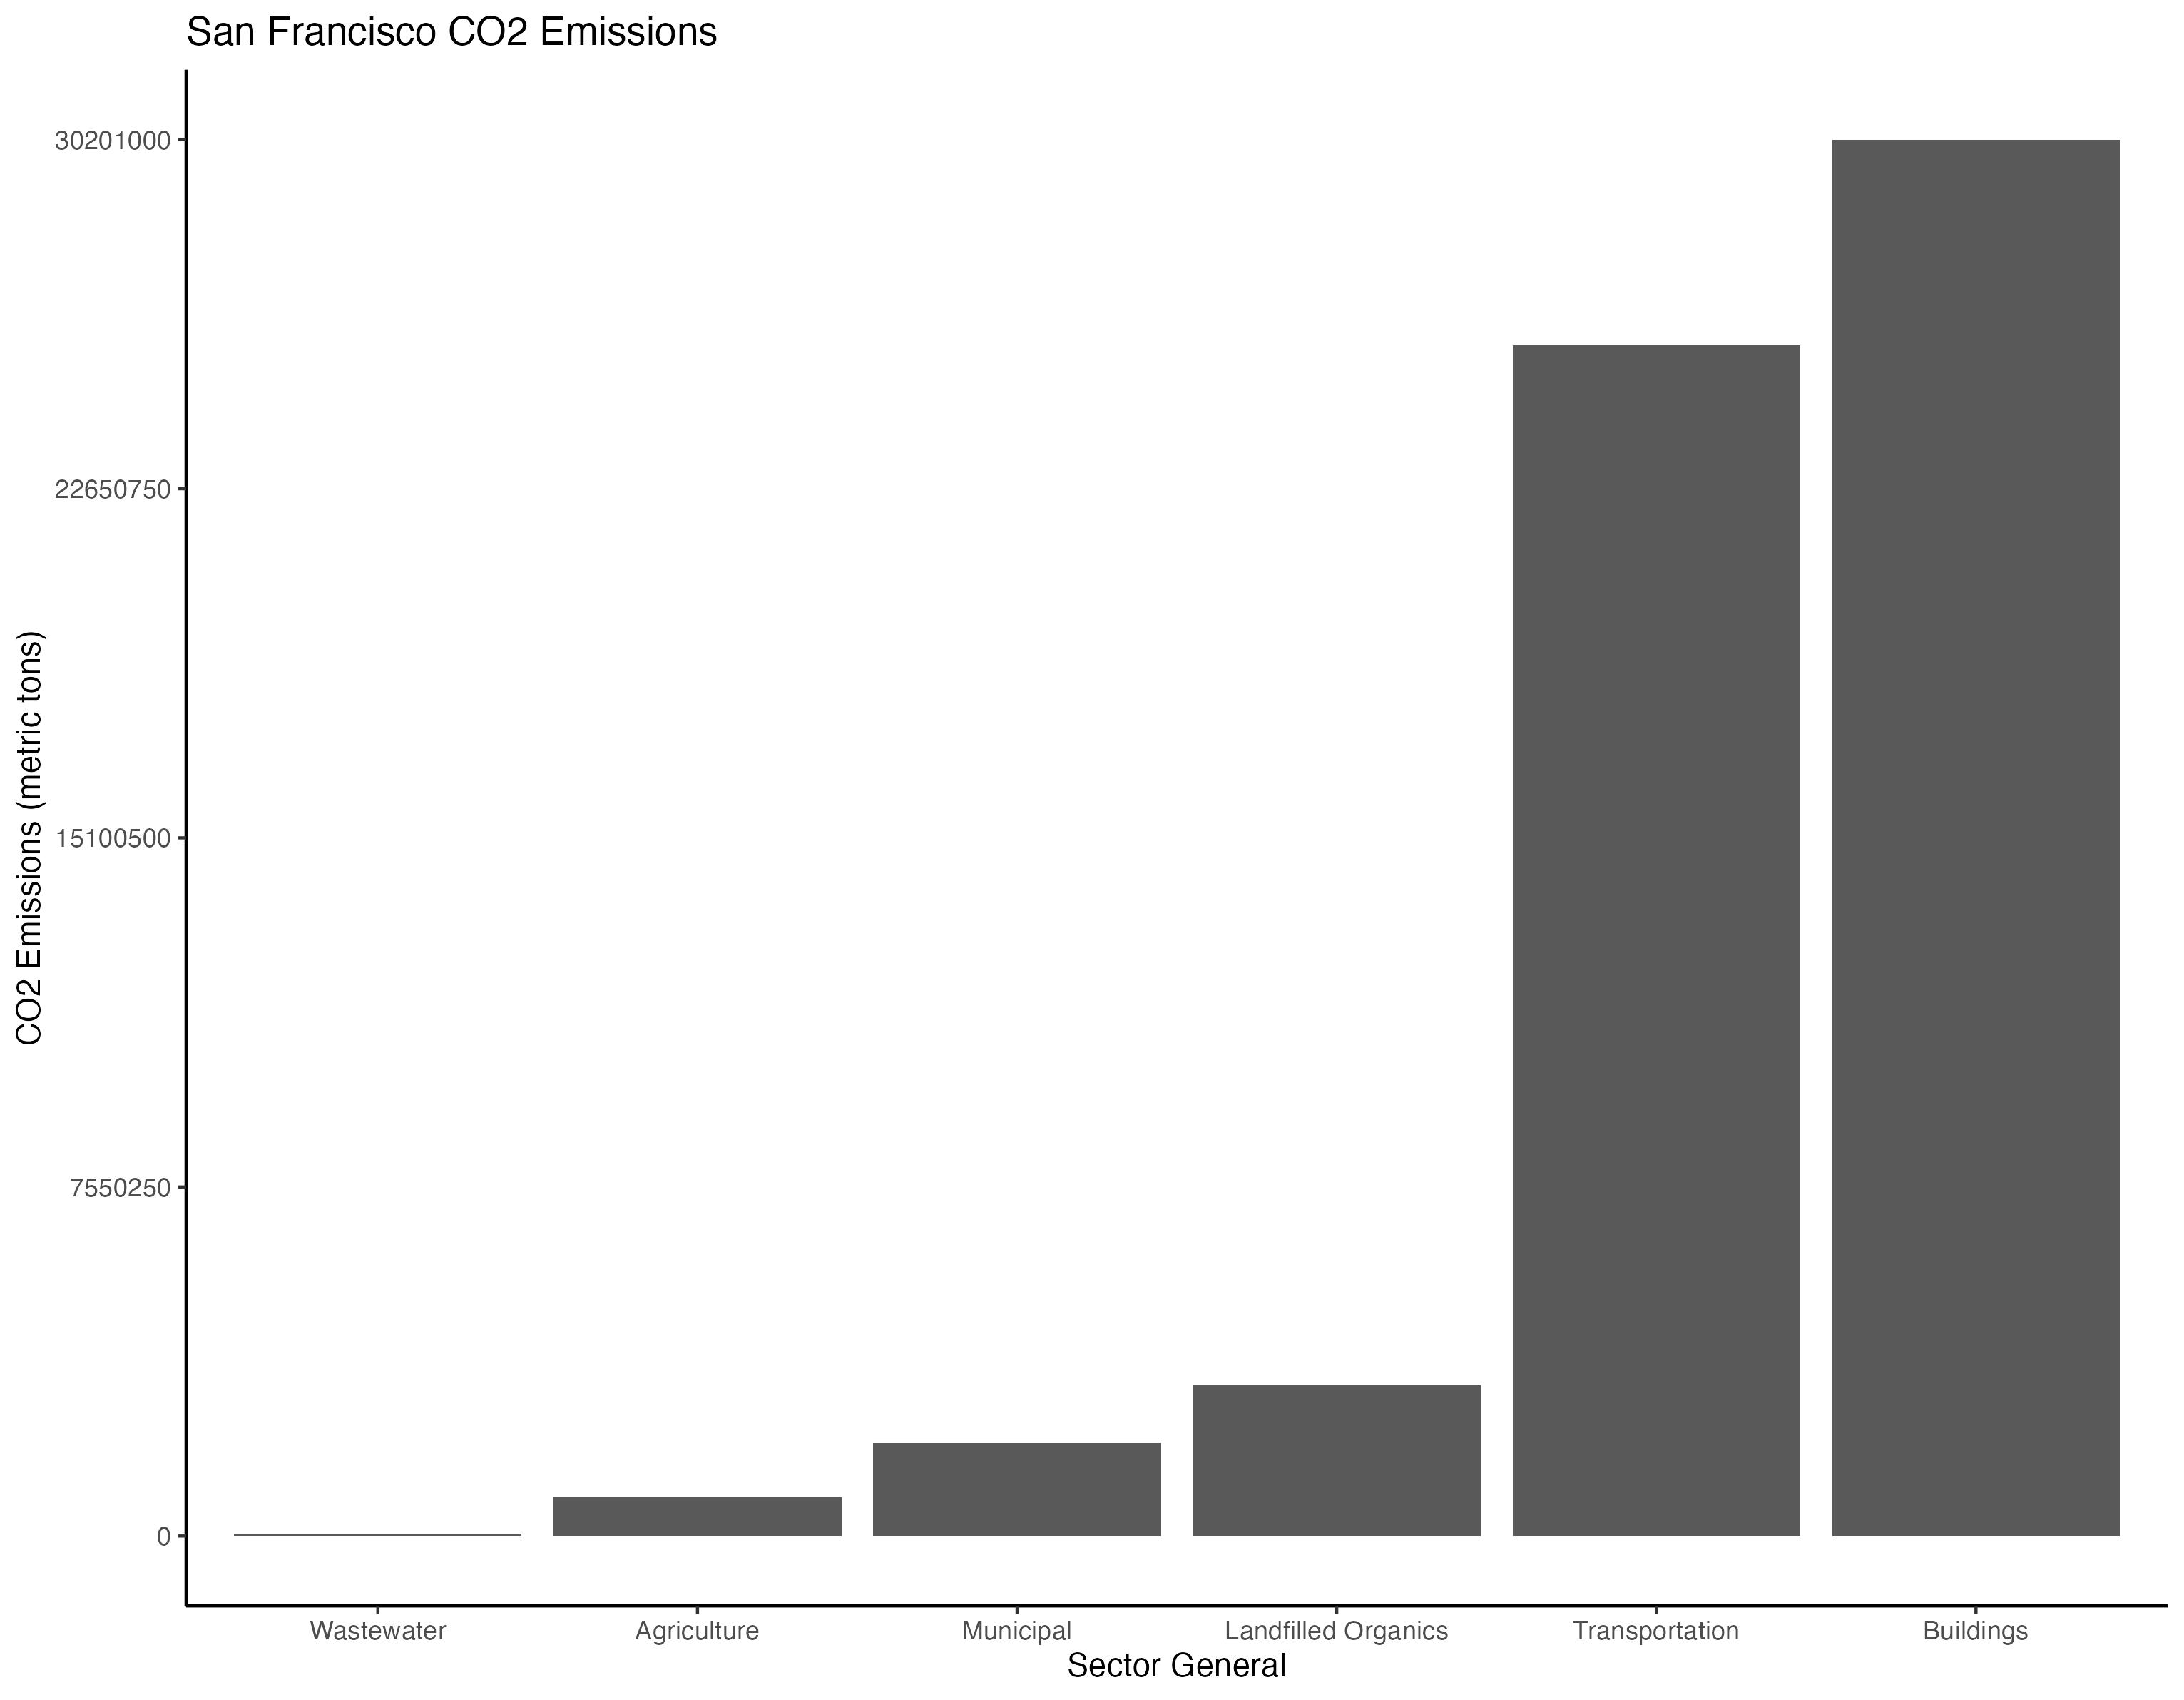 San Francisco CO2 Emissions
CO2 Emissions (metric tons)
30201000
22650750
15100500
7550250
0
Wastewater Agriculture Municipal Landfilled Organics Transportation Buildings
Sector General